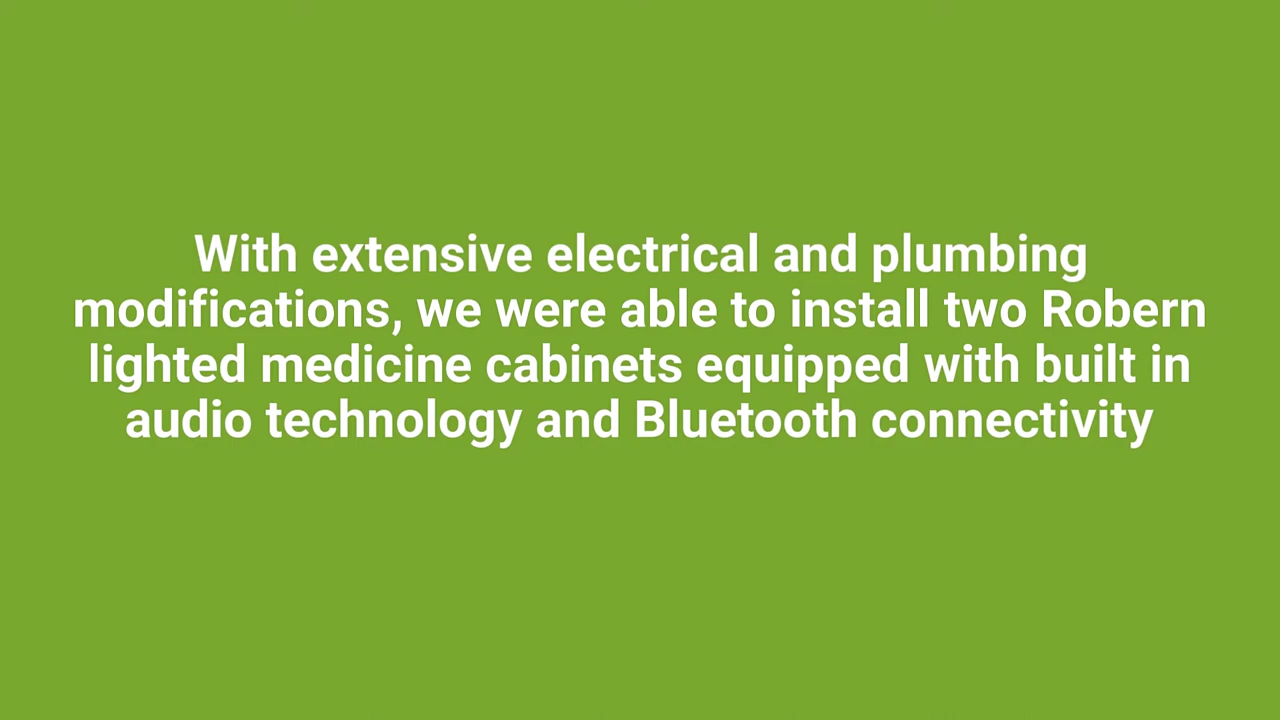 With extensive electrical and plumbing
modifications, we were able to install two Robern
lighted medicine cabinets equipped with built in
audio technology and Bluetooth connectivity